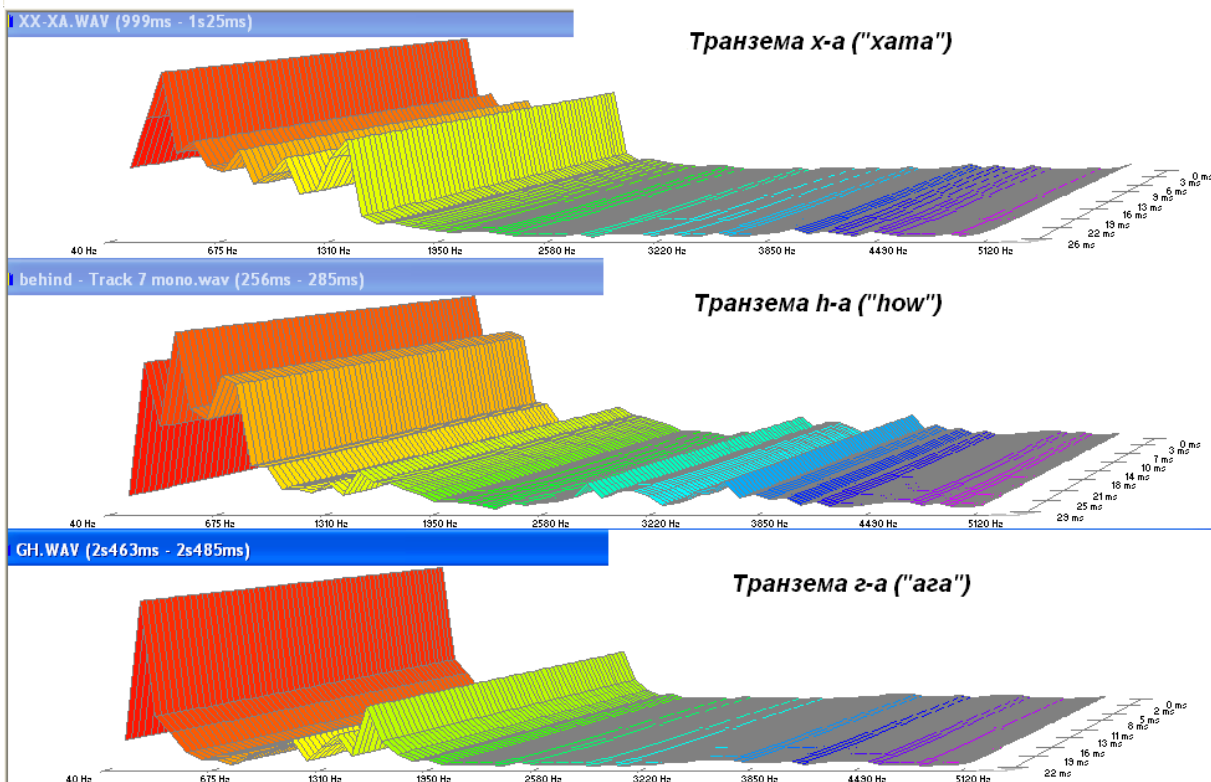 XX-XA.WAV (999ms - 1s25ms)
Транзема х-а ("хата")
0 ms
3 ms
6 ms
9 ms
13 ms
16 ms
19 ms
22 ms
26 ms
40 Hz 675 Hz 1310 Hz 1950 Hz 2580 Hz 3220 Hz 3850 Hz 4430 Hz 5120 Hz
behind - Track 7 mono.wav (256ms - 285ms)
Транзема h-a ("how")
0 ms
3 ms
7 ms
10 ms
14 ms
18 ms
21 ms
25 ms
29 ms
40 Hz 675 Hz 1310 Hz 1950 Hz 2580 Hz 3220 Hz 3850 Hz 4430 Hz 5120 Hz
GH.WAV (2s463ms - 2s485ms)
Транзема г-а ("ага")
0 ms
2 ms
5 ms
8 ms
11 ms
13 ms
16 ms
19 ms
22 ms
40 Hz 675 Hz 1310 Hz 1950 Hz 2580 Hz 3220 Hz 3850 Hz 4430 Hz 5120 Hz